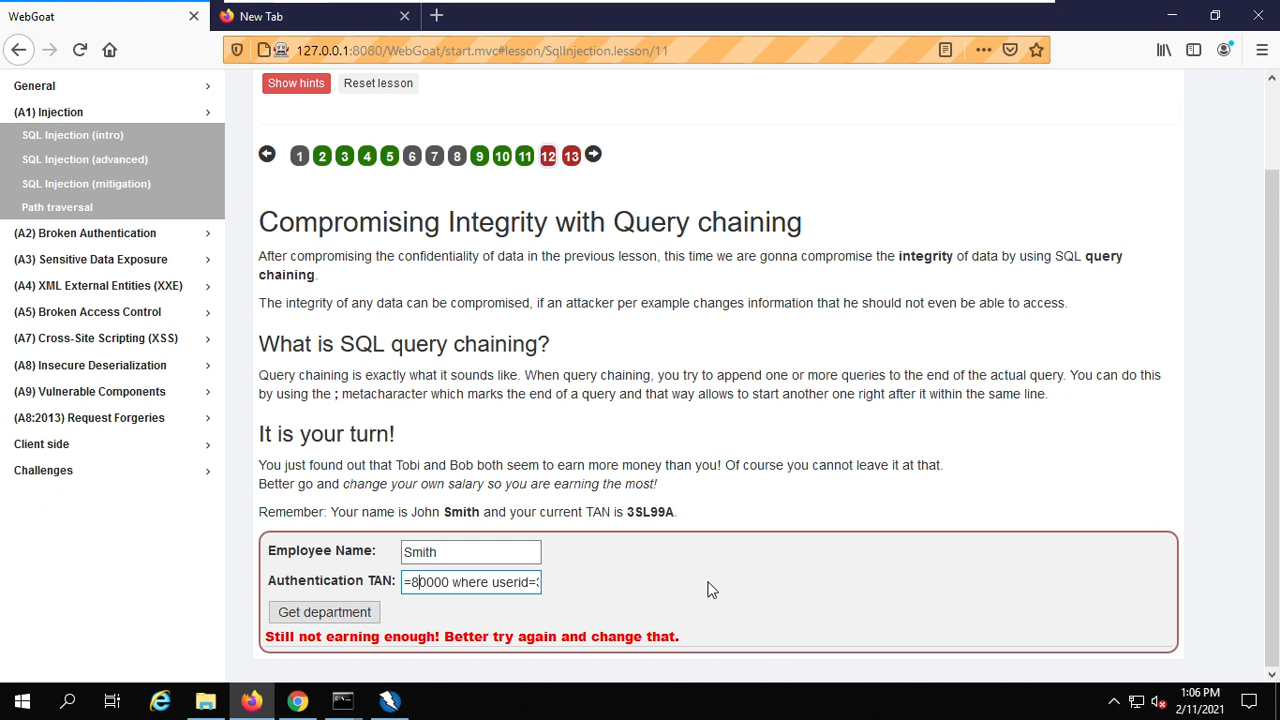 WebGoat
New Tab
127.0.0.1:8080/WebGoat/start.mvc#lesson/SqlInjection.lesson/11
General
(A1) Injection
SQL Injection (intro)
SQL Injection (advanced)
SQL Injection (mitigation)
Path traversal
(A2) Broken Authentication
(A3) Sensitive Data Exposure
(A4) XML External Entities (XXE)
(A5) Broken Access Control
(A7) Cross-Site Scripting (XSS)
(A8) Insecure Deserialization
(A9) Vulnerable Components
(A8:2013) Request Forgeries
Client side
Challenges
Show hints Reset lesson
1 2 3 4 5 6 7 8 9 10 11 12 13
Compromising Integrity with Query chaining
After compromising the confidentiality of data in the previous lesson, this time we are gonna compromise the integrity of data by using SQL query
chaining.
The integrity of any data can be compromised, if an attacker per example changes information that he should not even be able to access.
What is SQL query chaining?
Query chaining is exactly what it sounds like. When query chaining, you try to append one or more queries to the end of the actual query. You can do this
by using the ; metacharacter which marks the end of a query and that way allows to start another one right after it within the same line.
It is your turn!
You just found out that Tobi and Bob both seem to earn more money than you! Of course you cannot leave it at that.
Better go and change your own salary so you are earning the most!
Remember: Your name is John Smith and your current TAN is 3SL99A.
Employee Name: Smith
Authentication TAN: =80000 where userid=
Get department
Still not earning enough! Better try again and change that.
1:06 PM
2/11/2021